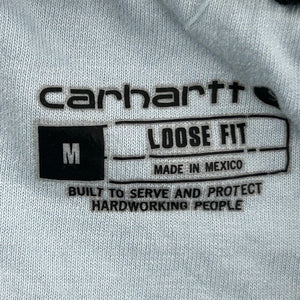 carhartt
M
LOOSE FIT
MADE IN MEXICO
BUILT TO SERVE AND PROTECT
HARDWORKING PEOPLE